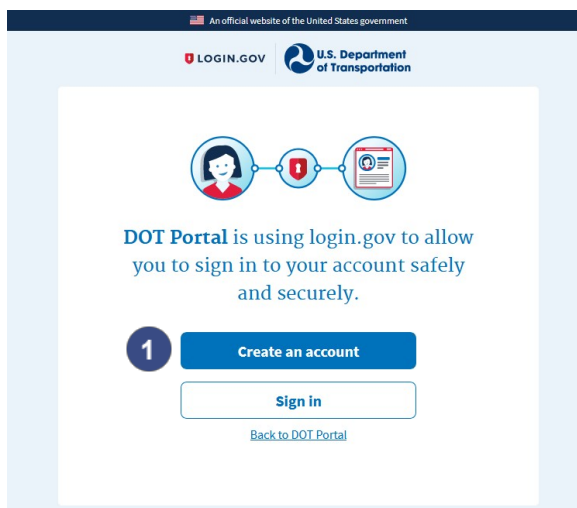 An official website of the United States government
LOGIN.GOV
U.S. Department
of Transportation
DOT Portal is using login.gov to allow
you to sign in to your account safely
and securely.
1
Create an account
Sign in
Back to DOT Portal